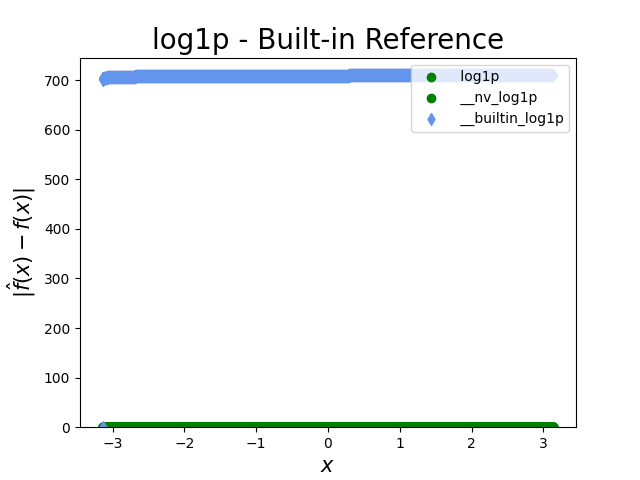 log1p - Built-in Reference
|f̂(x) − f(x)|
700
600
500
400
300
200
100
0
−3
−2
−1
0
1
2
3
x
log1p
__nv_log1p
__builtin_log1p